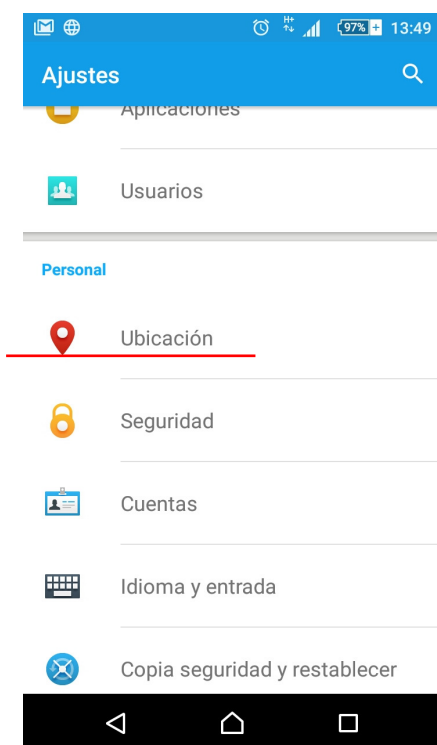 H+ 97% 13:49
Ajustes
Aplicaciones
Usuarios
Personal
Ubicación
Seguridad
Cuentas
Idioma y entrada
Copia seguridad y restablecer